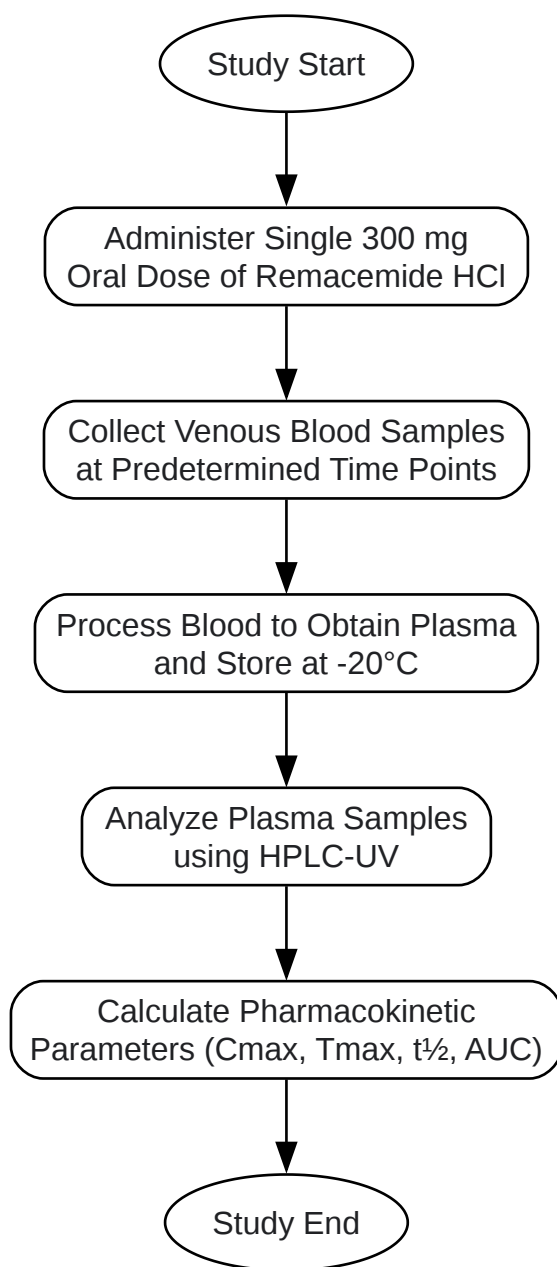 Study Start
Administer Single 300 mg
Oral Dose of Remacemide HCl
Collect Venous Blood Samples
at Predetermined Time Points
Process Blood to Obtain Plasma
and Store at -20°C
Analyze Plasma Samples
using HPLC-UV
Calculate Pharmacokinetic
Parameters (Cmax, Tmax, t½, AUC)
Study End